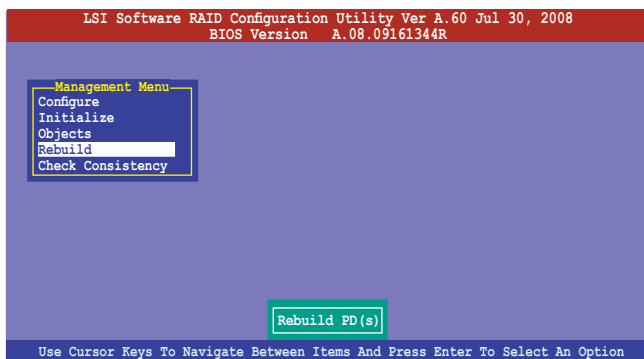 LSI Software RAID Configuration Utility Ver A.60 Jul 30, 2008
BIOS Version A.08.09161344R
Management Menu
Configure
Initialize
Objects
Rebuild
Check Consistency
Rebuild PD(s)
Use Cursor Keys To Navigate Between Items And Press Enter To Select An Option